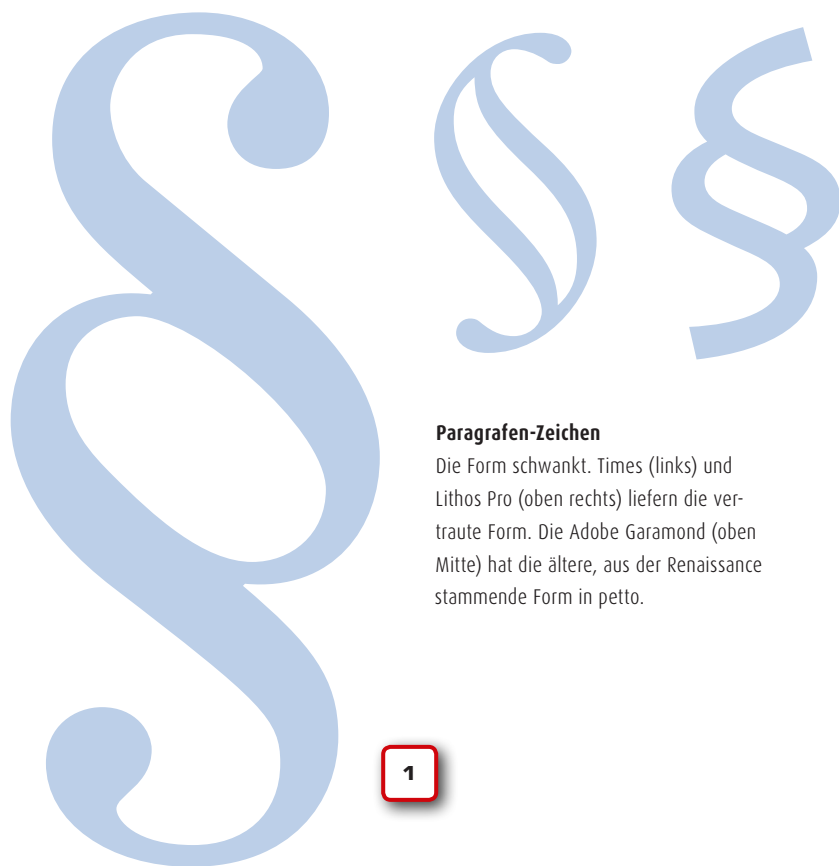 § § §
Paragrafen-Zeichen
Die Form schwankt. Times (links) und
Lithos Pro (oben rechts) liefern die ver-
traute Form. Die Adobe Garamond (oben
Mitte) hat die ältere, aus der Renaissance
stammende Form in petto.
1